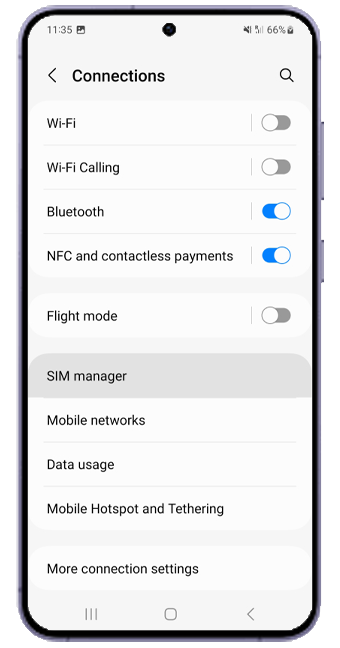 11:35 66%
Connections
Wi-Fi
Wi-Fi Calling
Bluetooth
NFC and contactless payments
Flight mode
SIM manager
Mobile networks
Data usage
Mobile Hotspot and Tethering
More connection settings